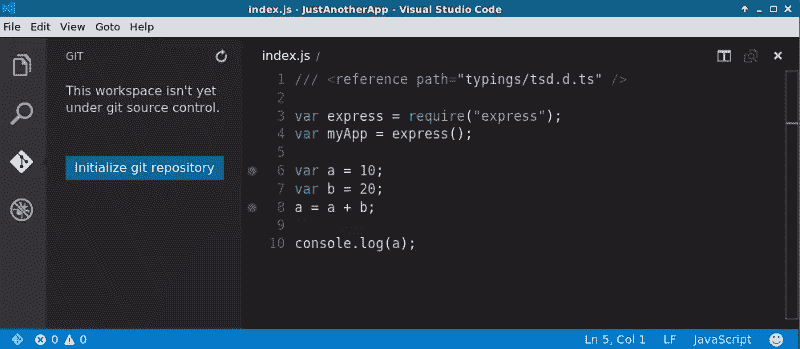 index.js - JustAnotherApp - Visual Studio Code
File Edit View Goto Help
GIT
This workspace isn't yet
under git source control.
Initialize git repository
index.js /
1 /// <reference path="typings/tsd.d.ts" />
2
3 var express = require("express");
4 var myApp = express();
5
6 var a = 10;
7 var b = 20;
8 a = a + b;
9
10 console.log(a);
0 0
Ln 5, Col 1 LF JavaScript